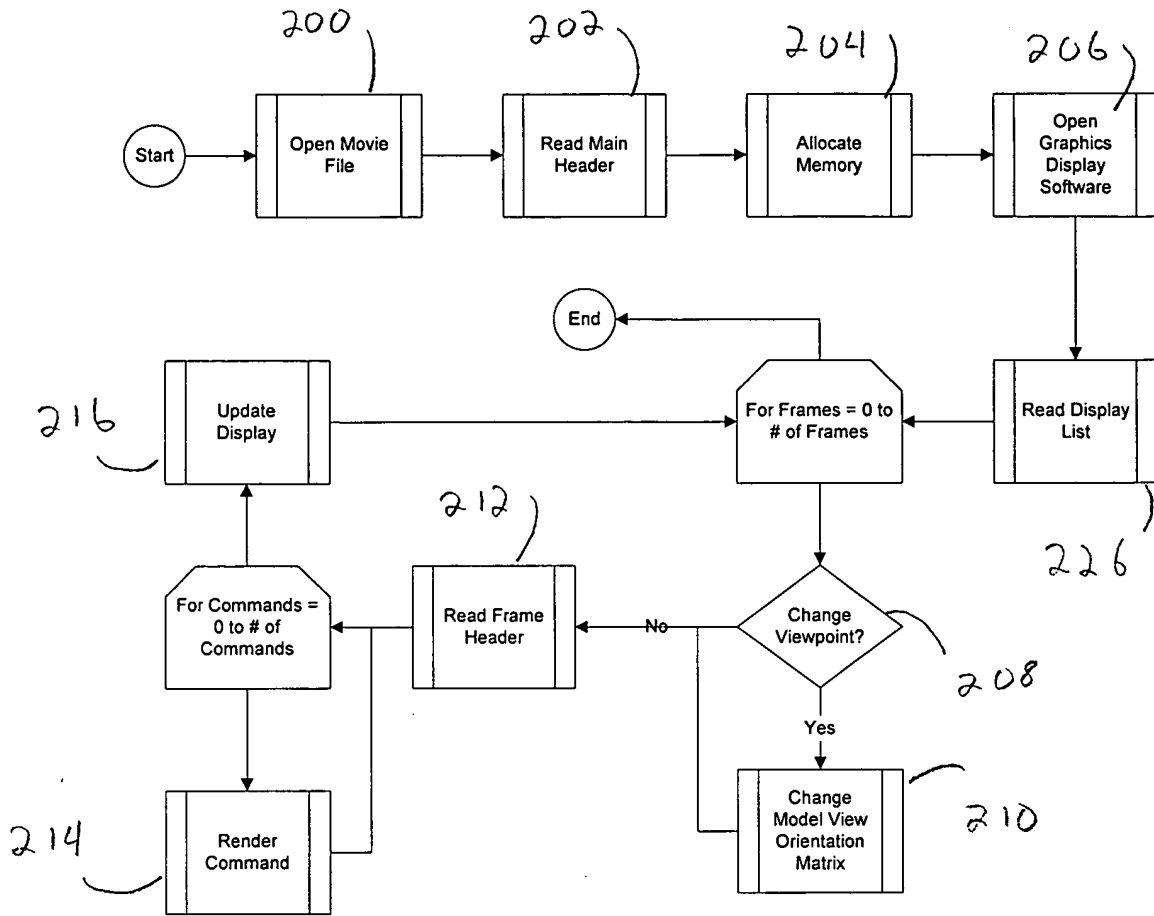 200
202
204
206
Start
Open Movie
File
Read Main
Header
Allocate
Memory
Open
Graphics
Display
Software
End
216
Update
Display
For Frames = 0 to
# of Frames
Read Display
List
226
212
For Commands =
0 to # of
Commands
Read Frame
Header
No
Change
Viewpoint?
208
Yes
214
Render
Command
Change
Model View
Orientation
Matrix
210